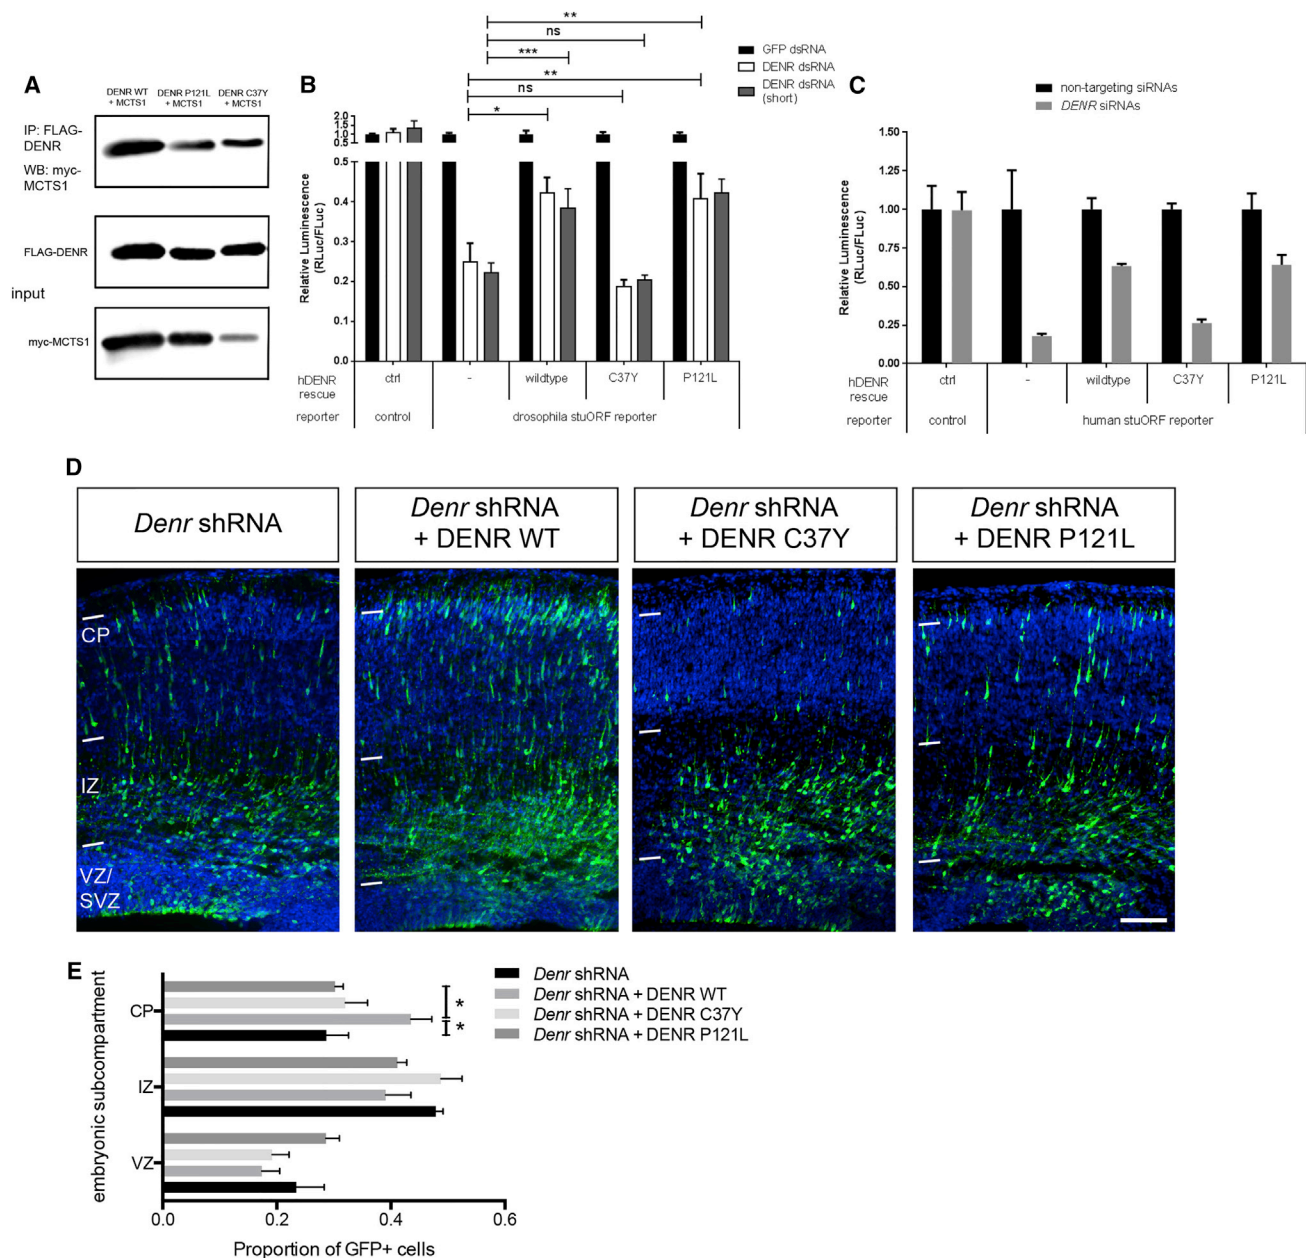 A
DENR WT + MCTS1
DENR P121L + MCTS1
DENR C37Y + MCTS1
IP: FLAG-DENR
WB: myc-MCTS1
FLAG-DENR
input
myc-MCTS1
B
**
ns
***
**
ns
*
GFP dsRNA
DENR dsRNA
DENR dsRNA (short)
Relative Luminescence (RLuc/FLuc)
2.0
1.5
1.0
0.5
0.5
0.4
0.3
0.2
0.1
0.0
hDENR rescue
ctrl
-
wildtype
C37Y
P121L
reporter
control
drosophila stuORF reporter
C
non-targeting siRNAs
DENR siRNAs
Relative Luminescence (RLuc/FLuc)
1.50
1.25
1.00
0.75
0.50
0.25
0.00
hDENR rescue
ctrl
-
wildtype
C37Y
P121L
reporter
control
human stuORF reporter
D
Denr shRNA
Denr shRNA + DENR WT
Denr shRNA + DENR C37Y
Denr shRNA + DENR P121L
CP
IZ
VZ/
SVZ
E
embryonic subcompartment
CP
IZ
VZ
*
*
Denr shRNA
Denr shRNA + DENR WT
Denr shRNA + DENR C37Y
Denr shRNA + DENR P121L
0.0
0.2
0.4
0.6
Proportion of GFP+ cells